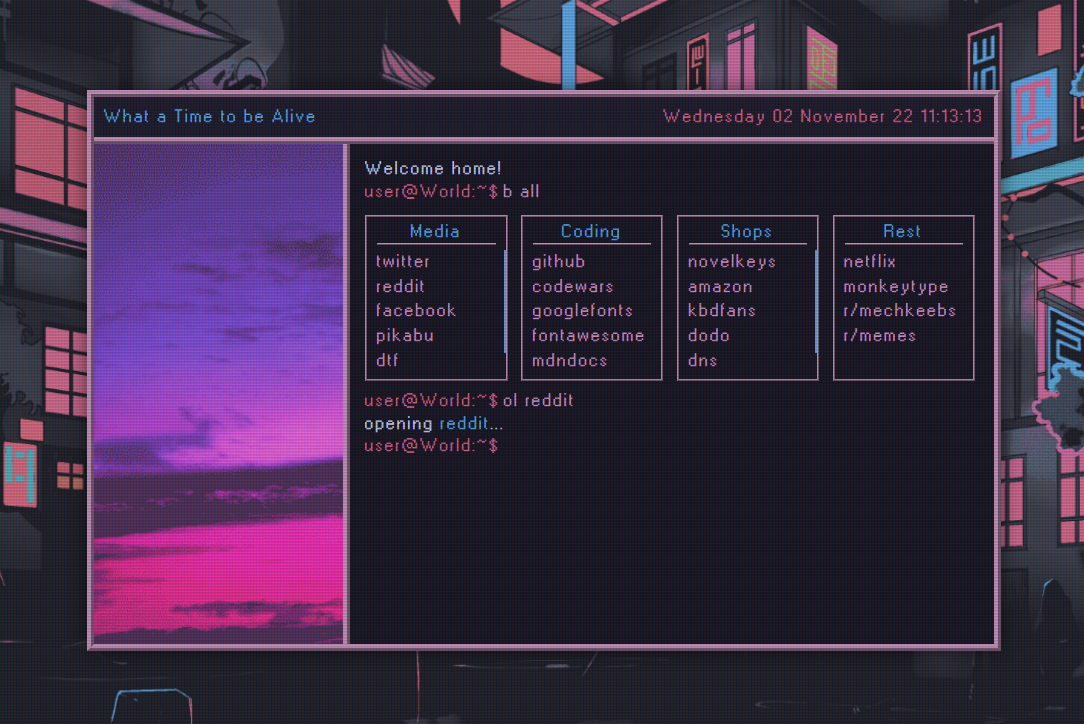 What a Time to be Alive
Wednesday 02 November 22 11:13:13
Welcome home!
user@World:~$ b all
Media
twitter
reddit
facebook
pikabu
dtf
Coding
github
codewars
googlefonts
fontawesome
mdndocs
Shops
novelkeys
amazon
kbdfans
dodo
dns
Rest
netflix
monkeytype
r/mechkeebs
r/memes
user@World:~$ ol reddit
opening reddit...
user@World:~$